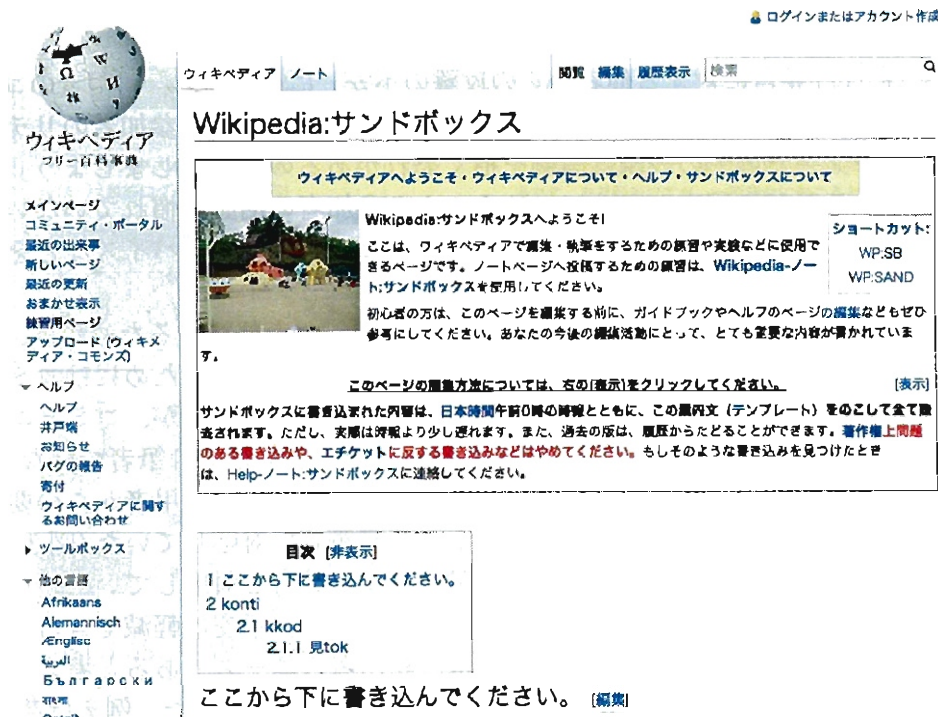 ログインまたはアカウント作成
ウィキペディア ノート 閲覧 編集 履歴表示 検索
Wikipedia:サンドボックス
ウィキペディア
フリー百科事典
メインページ
コミュニティ・ポータル
最近の出来事
新しいページ
最近の更新
おまかせ表示
練習用ページ
アップロード (ウィキメ
ディア・コモンズ)
ヘルプ
ヘルプ
井戸端
お知らせ
バグの報告
寄付
ウィキペディアに関す
るお問い合わせ
ツールボックス
他の言語
Afrikaans
Alemannisch
Ænglisc
العربية
Български
বাংলা
ウィキペディアへようこそ・ウィキペディアについて・ヘルプ・サンドボックスについて
Wikipedia:サンドボックスへようこそ!
ここは、ウィキペディアで編集・執筆をするための練習や実験などに使用で
きるページです。ノートページへ投稿するための練習は、Wikipedia‐ノー
ト:サンドボックスを使用してください。
初心者の方は、このページを編集する前に、ガイドブックやヘルプのページの編集などもぜひ
参考にしてください。あなたの今後の編集活動にとって、とても重要な内容が書かれていま
す。
ショートカット:
WP:SB
WP:SAND
このページの編集方法については、右の[表示]をクリックしてください。 [表示]
サンドボックスに書き込まれた内容は、日本時間午前0時の時報とともに、この案内文 (テンプレート) をのこして全て除
去されます。ただし、実際は時報より少し遅れます。また、過去の版は、履歴からたどることができます。著作権上問題
のある書き込みや、エチケットに反する書き込みなどはやめてください。もしそのような書き込みを見つけたとき
は、Help‐ノート:サンドボックスに連絡してください。
目次 [非表示]
1 ここから下に書き込んでください。
2 konti
2.1 kkod
2.1.1 見tok
ここから下に書き込んでください。 [編集]